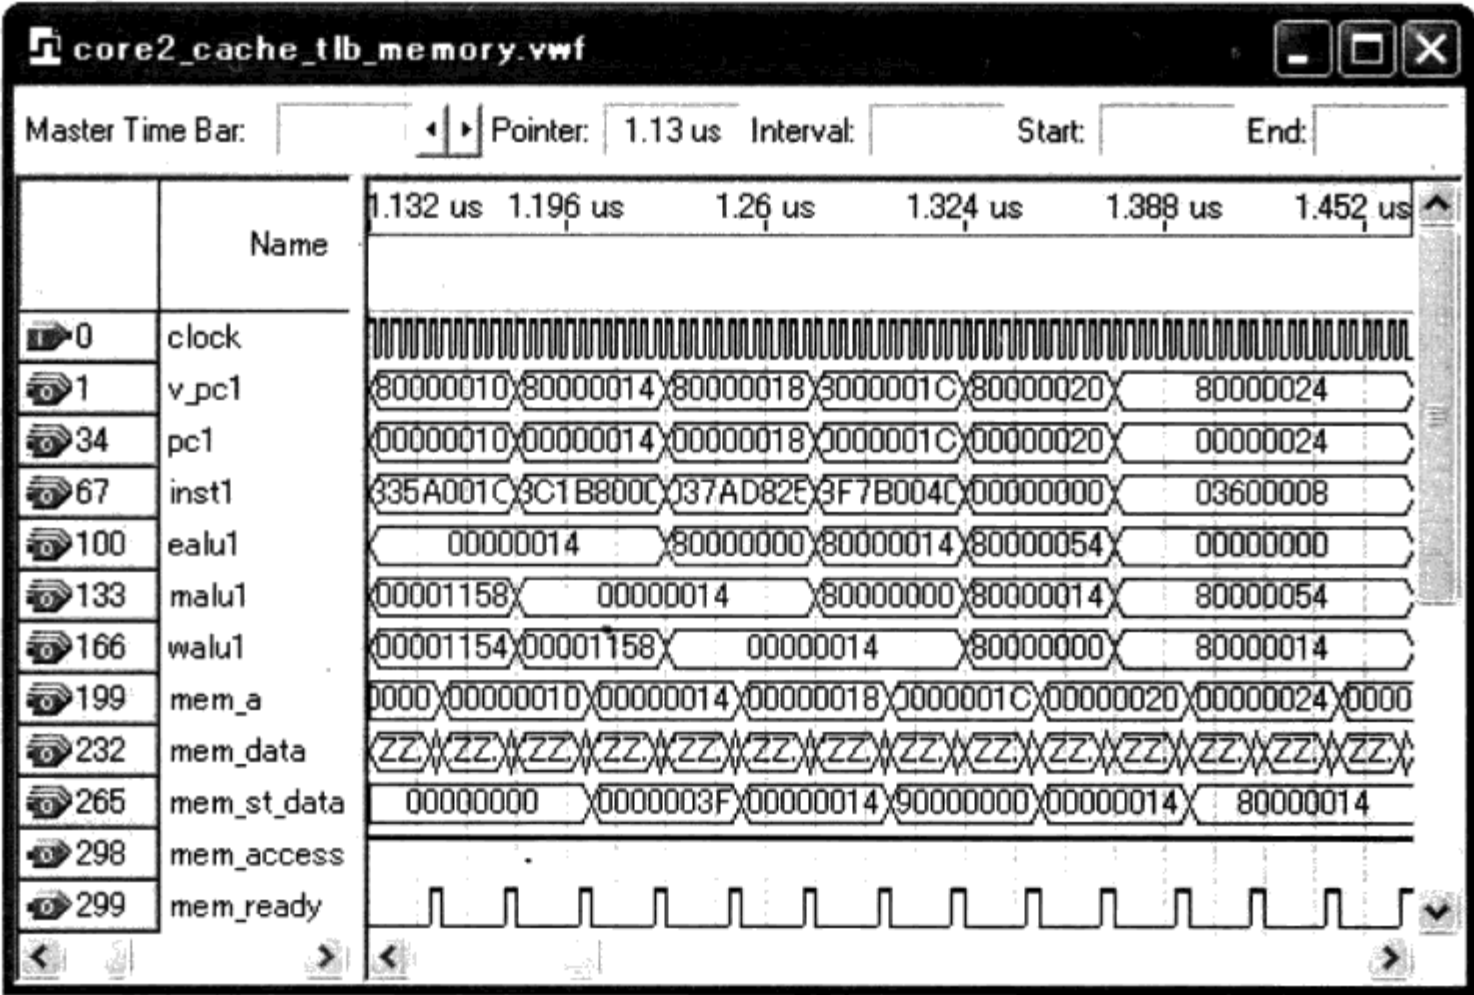 core2_cache_tlb_memory.vwf
Master Time Bar: Pointer: 1.13 us Interval: Start: End:
1.132 us 1.196 us 1.26 us 1.324 us 1.388 us 1.452 us
Name
0 clock
1 v_pc1 80000010 80000014 80000018 8000001C 80000020 80000024
34 pc1 00000010 00000014 00000018 0000001C 00000020 00000024
67 inst1 335A001C 3C1B8000 037AD825 8F7B0040 00000000 03600008
100 ealu1 00000014 80000000 80000014 80000054 00000000
133 malu1 00001158 00000014 80000000 80000014 80000054
166 walu1 00001154 00001158 00000014 80000000 80000014
199 mem_a 0000 00000010 00000014 00000018 0000001C 00000020 00000024 0000
232 mem_data ZZ. ZZ. ZZ. ZZ. ZZ. ZZ. ZZ. ZZ. ZZ. ZZ. ZZ. ZZ. ZZ. ZZ.
265 mem_st_data 00000000 0000003F 00000014 90000000 00000014 80000014
298 mem_access
299 mem_ready